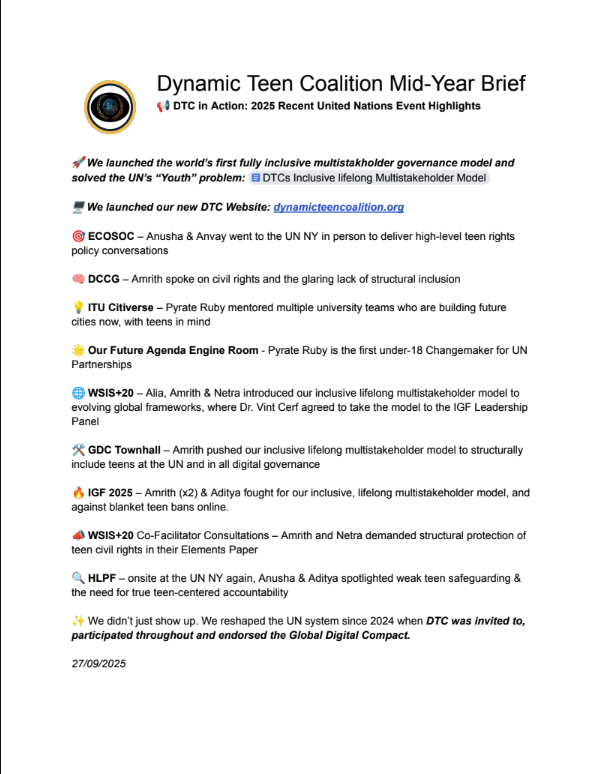 Dynamic Teen Coalition Mid-Year Brief
📢 DTC in Action: 2025 Recent United Nations Event Highlights
🚀 We launched the world's first fully inclusive multistakholder governance model and
solved the UN's "Youth" problem: DTCs Inclusive lifelong Multistakeholder Model
🖥️ We launched our new DTC Website: dynamicteencoalition.org
🎯 ECOSOC – Anusha & Anvay went to the UN NY in person to deliver high-level teen rights
policy conversations
🧠 DCCG – Amrith spoke on civil rights and the glaring lack of structural inclusion
💡 ITU Citiverse – Pyrate Ruby mentored multiple university teams who are building future
cities now, with teens in mind
🌟 Our Future Agenda Engine Room - Pyrate Ruby is the first under-18 Changemaker for UN
Partnerships
🌐 WSIS+20 – Alia, Amrith & Netra introduced our inclusive lifelong multistakeholder model to
evolving global frameworks, where Dr. Vint Cerf agreed to take the model to the IGF Leadership
Panel
🛠️ GDC Townhall – Amrith pushed our inclusive lifelong multistakeholder model to structurally
include teens at the UN and in all digital governance
🔥 IGF 2025 – Amrith (x2) & Aditya fought for our inclusive, lifelong multistakeholder model, and
against blanket teen bans online.
📣 WSIS+20 Co-Facilitator Consultations – Amrith and Netra demanded structural protection of
teen civil rights in their Elements Paper
🔍 HLPF – onsite at the UN NY again, Anusha & Aditya spotlighted weak teen safeguarding &
the need for true teen-centered accountability
✨ We didn't just show up. We reshaped the UN system since 2024 when DTC was invited to,
participated throughout and endorsed the Global Digital Compact.
27/09/2025